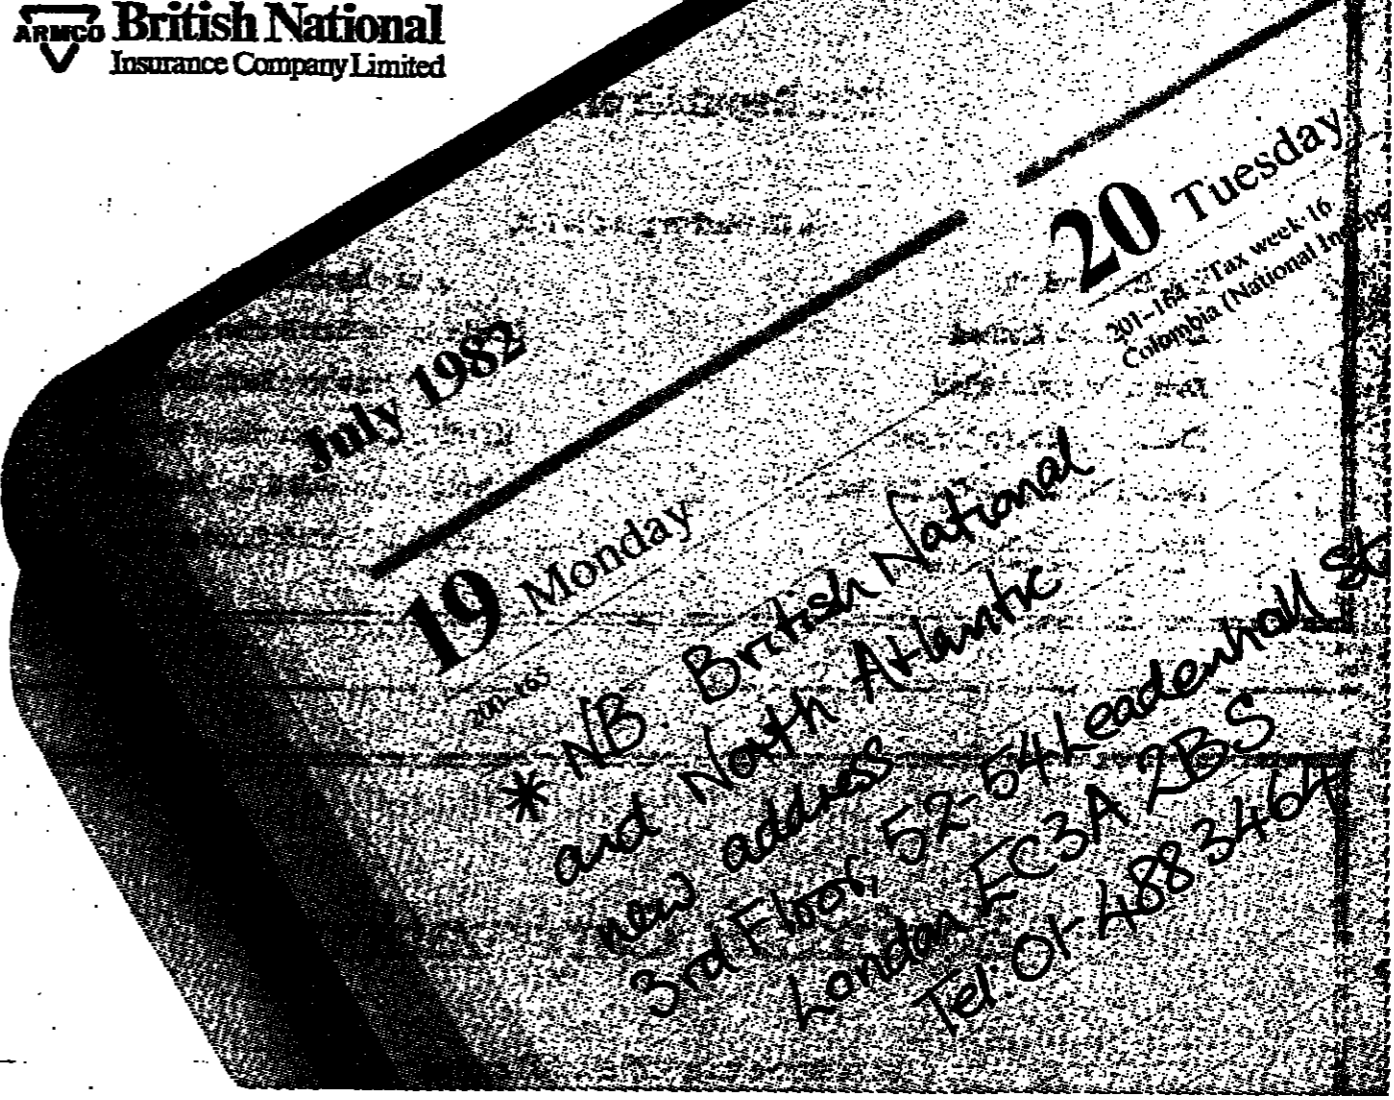 ARMCO British National
Insurance Company Limited
July 1982
19 Monday
200-165
* NB British National
and North Atlantic
new address
3rd Floor, 52-54 Leadenhall St
London EC3A 2BS
Tel: 01-488 3464
20 Tuesday
201-164 Tax week 16
Colombia (National